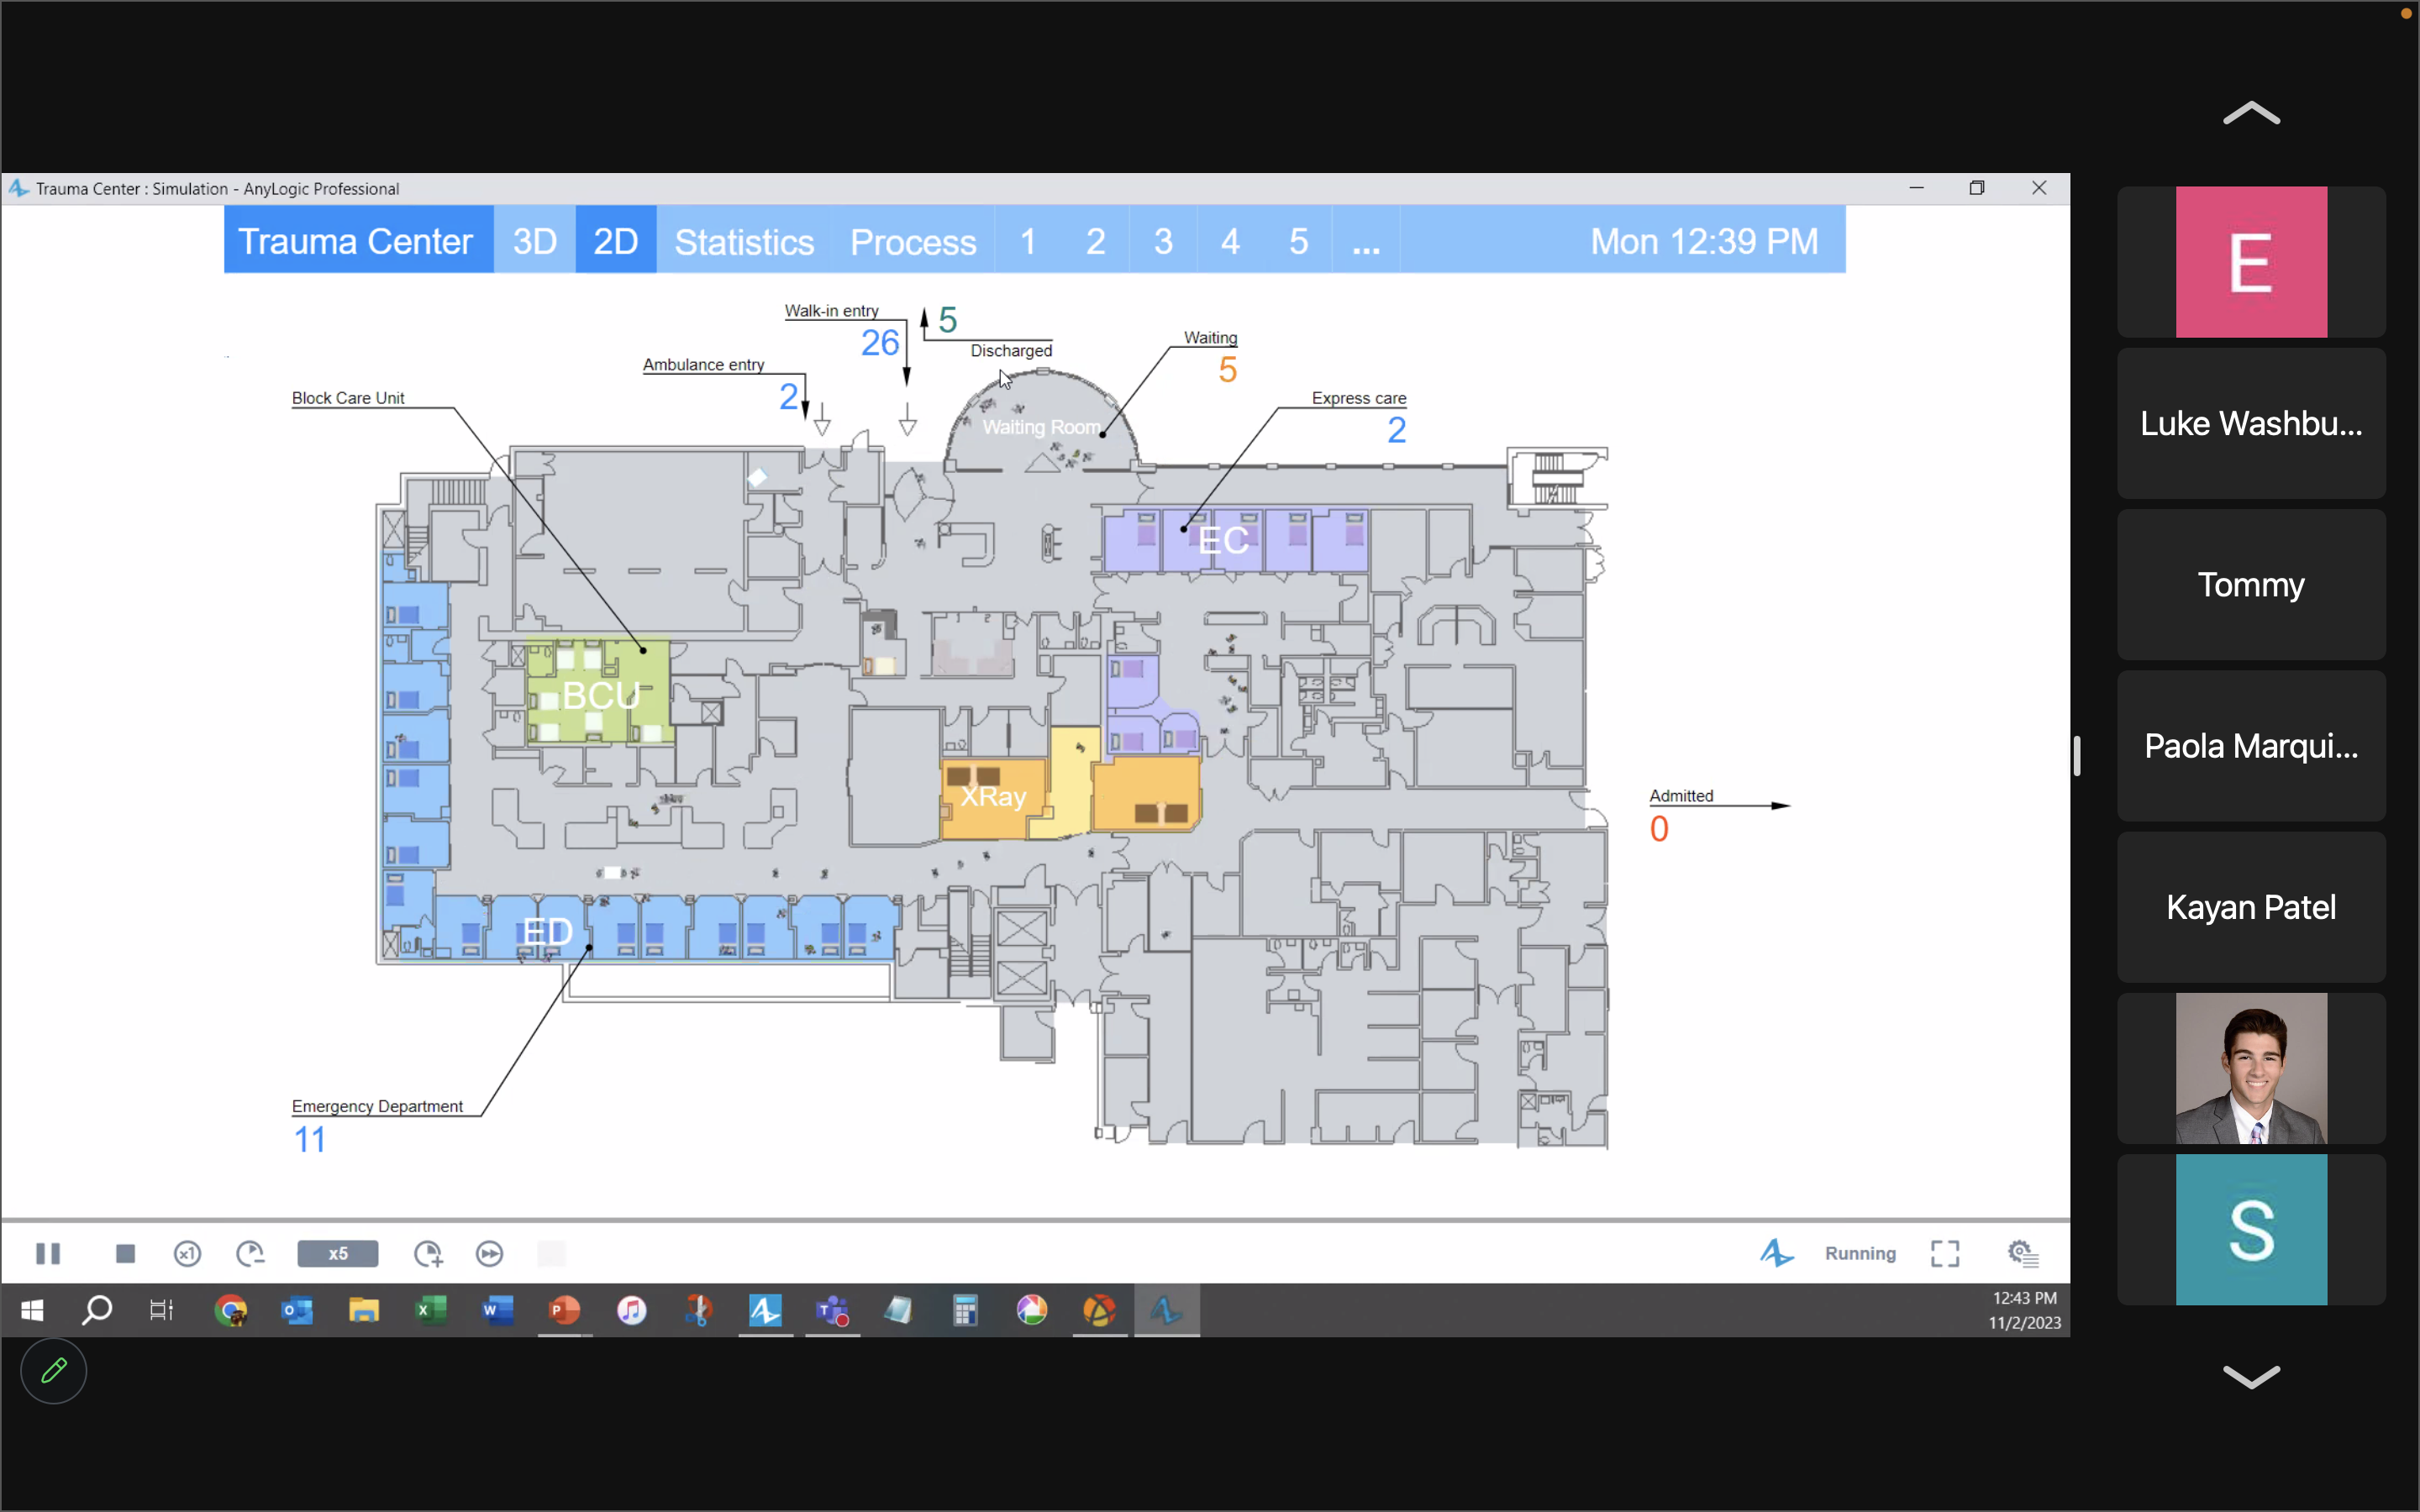 Trauma Center : Simulation - AnyLogic Professional
Trauma Center 3D 2D Statistics Process 1 2 3 4 5 ... Mon 12:39 PM
Walk-in entry
26
5
Discharged
Waiting
5
Ambulance entry
2
Express care
2
Block Care Unit
Waiting Room
EC
BCU
XRay
Admitted
0
ED
Emergency Department
11
x1
x5
Running
12:43 PM
11/2/2023
E
Luke Washbu...
Tommy
Paola Marqui...
Kayan Patel
S